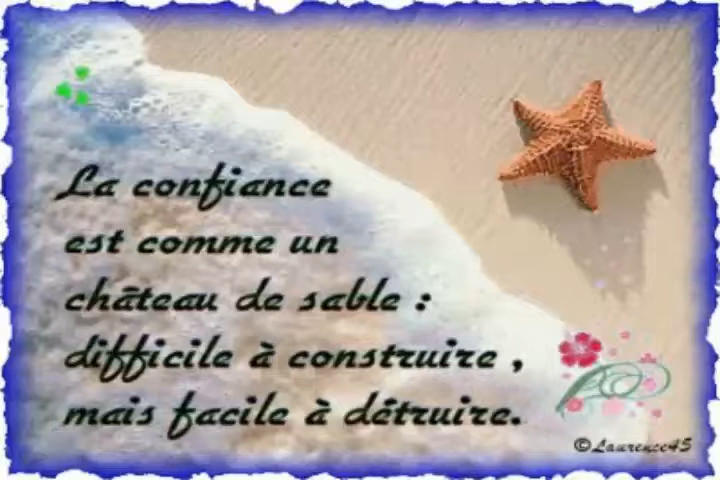 La confiance
est comme un
château de sable :
difficile à construire ,
mais facile à détruire.
©Laurence45